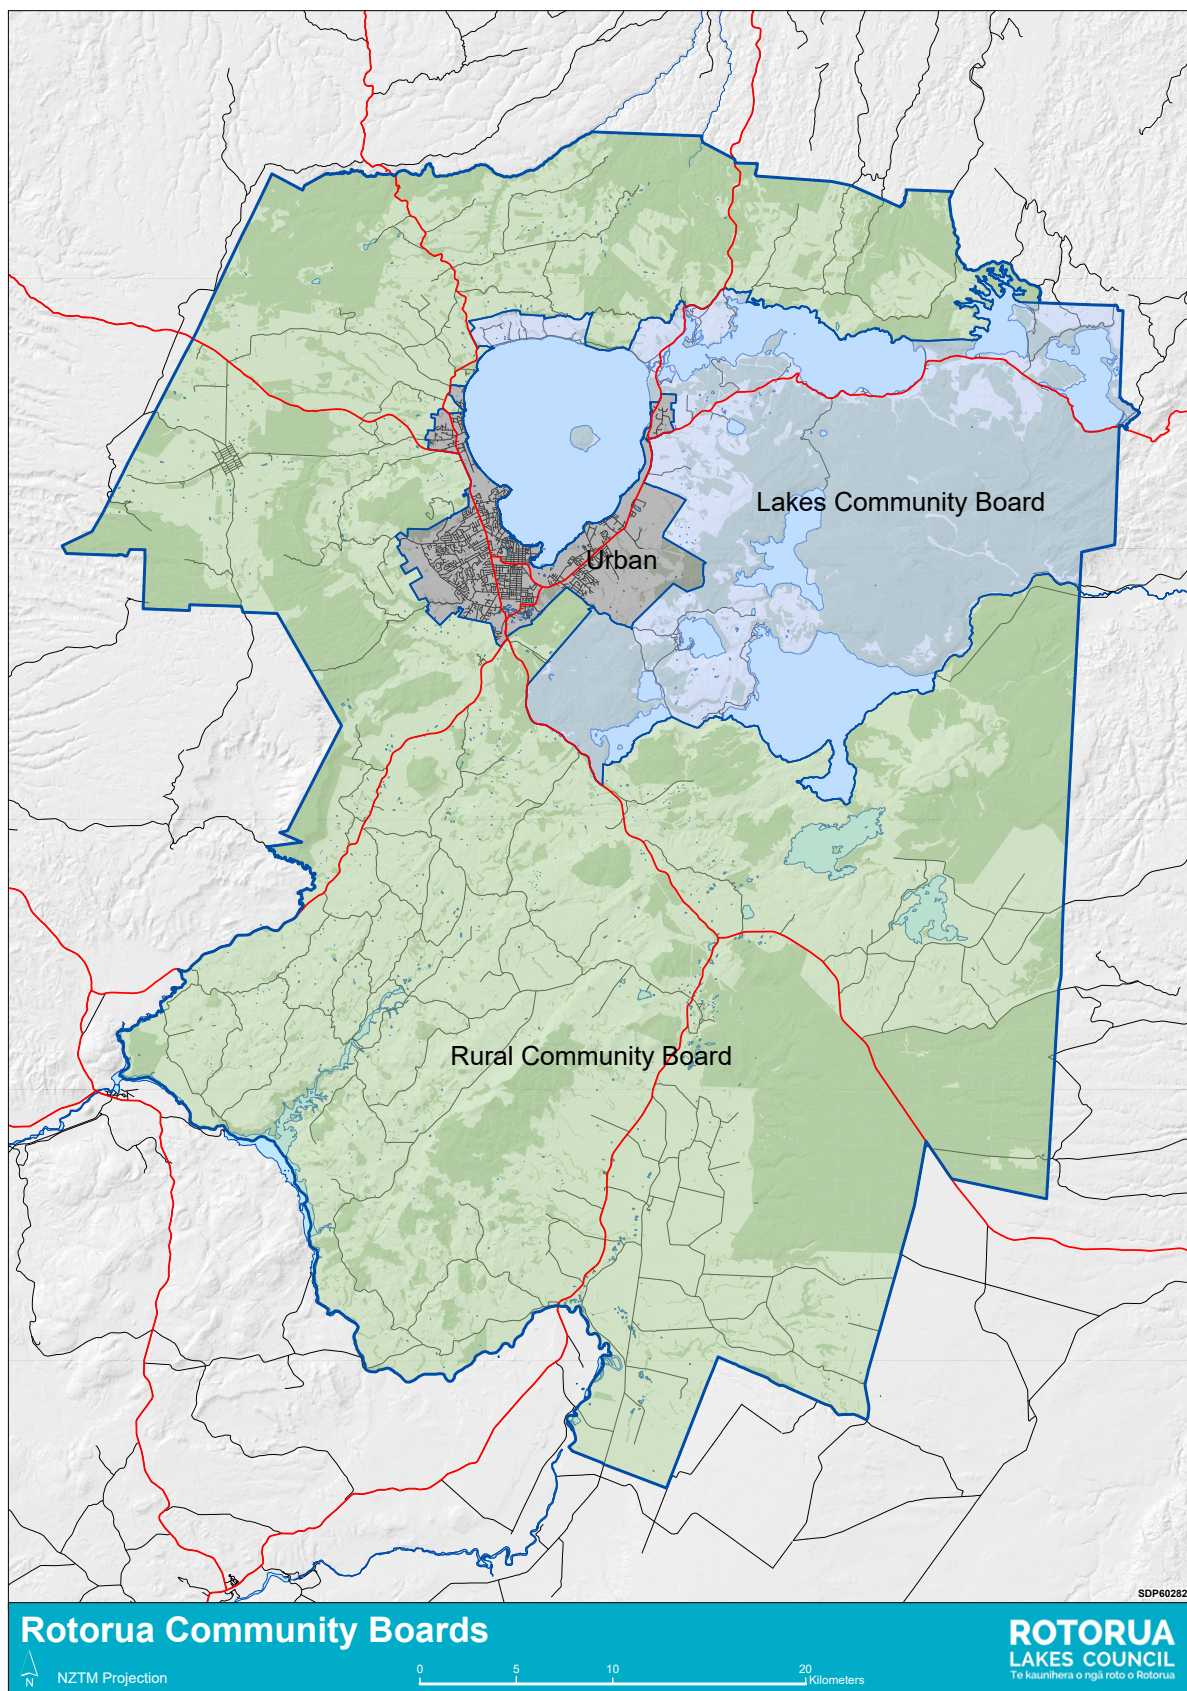 Lakes Community Board
Urban
Rural Community Board
SDP60282
Rotorua Community Boards
N
NZTM Projection
0 5 10 20
Kilometers
ROTORUA
LAKES COUNCIL
Te kaunihera o ngā roto o Rotorua